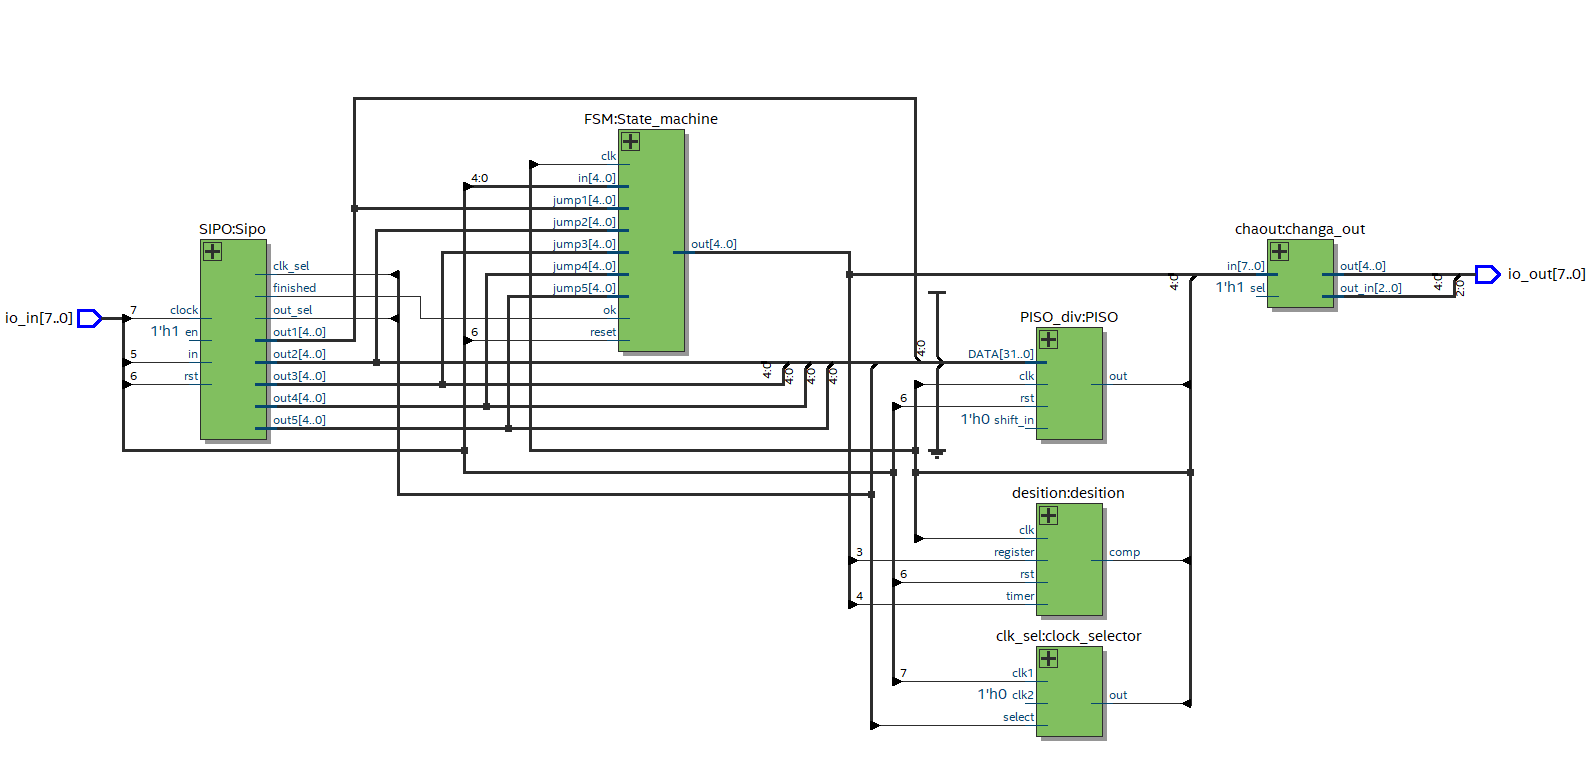 FSM:State_machine
clk
4:0
in[4..0]
jump1[4..0]
jump2[4..0]
jump3[4..0]
jump4[4..0]
jump5[4..0]
ok
6
reset
out[4..0]
SIPO:Sipo
io_in[7..0]
7
clock
1'h1 en
5
in
6
rst
clk_sel
finished
out_sel
out1[4..0]
out2[4..0]
out3[4..0]
out4[4..0]
out5[4..0]
4:0
4:0
4:0
4:0
4:0
PISO_div:PISO
DATA[31..0]
clk
6
rst
1'h0 shift_in
out
desition:desition
clk
3
register
6
rst
4
timer
comp
clk_sel:clock_selector
7
clk1
1'h0 clk2
select
out
chaout:changa_out
4:0
in[7..0]
1'h1 sel
out[4..0]
out_in[2..0]
4:0
2:0
io_out[7..0]